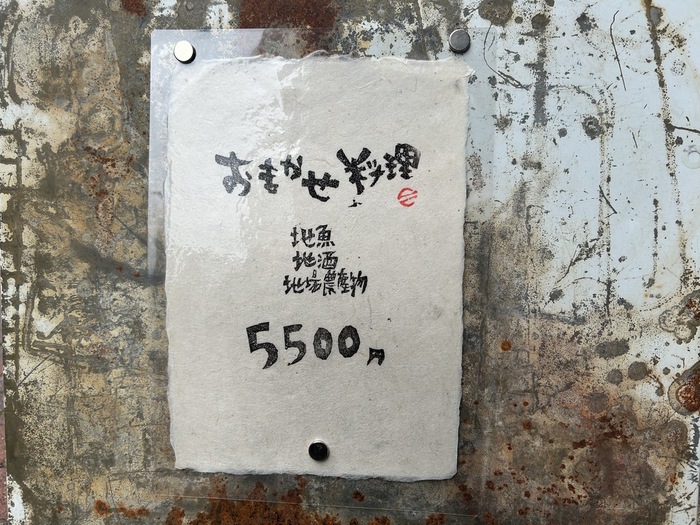 おまかせ料理
地魚
地酒
地場農産物
5500円